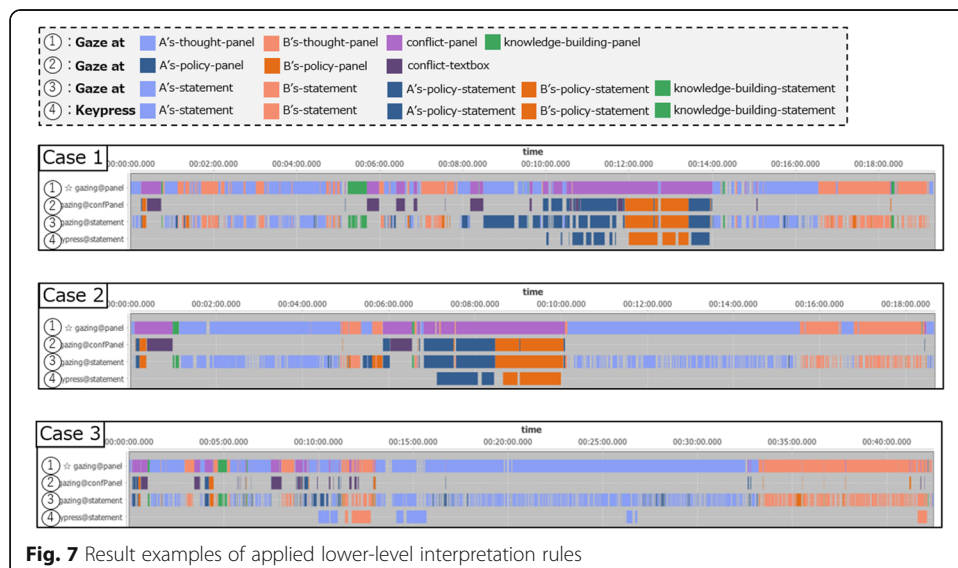 ① : Gaze at A's-thought-panel B's-thought-panel conflict-panel knowledge-building-panel
② : Gaze at A's-policy-panel B's-policy-panel conflict-textbox
③ : Gaze at A's-statement B's-statement A's-policy-statement B's-policy-statement knowledge-building-statement
④ : Keypress A's-statement B's-statement A's-policy-statement B's-policy-statement knowledge-building-statement
Case 1
time
00:00:00.000 00:02:00.000 00:04:00.000 00:06:00.000 00:08:00.000 00:10:00.000 00:12:00.000 00:14:00.000 00:16:00.000 00:18:00.000
① ☆ gazing@panel
② gazing@confPanel
③ gazing@statement
④ ypress@statement
Case 2
time
00:00:00.000 00:02:00.000 00:04:00.000 00:06:00.000 00:08:00.000 00:10:00.000 00:12:00.000 00:14:00.000 00:16:00.000 00:18:00.000
① ☆ gazing@panel
② gazing@confPanel
③ gazing@statement
④ ypress@statement
Case 3
time
00:00:00.000 00:05:00.000 00:10:00.000 00:15:00.000 00:20:00.000 00:25:00.000 00:30:00.000 00:35:00.000 00:40:00.000
① ☆ gazing@panel
② gazing@confPanel
③ gazing@statement
④ ypress@statement
Fig. 7 Result examples of applied lower-level interpretation rules